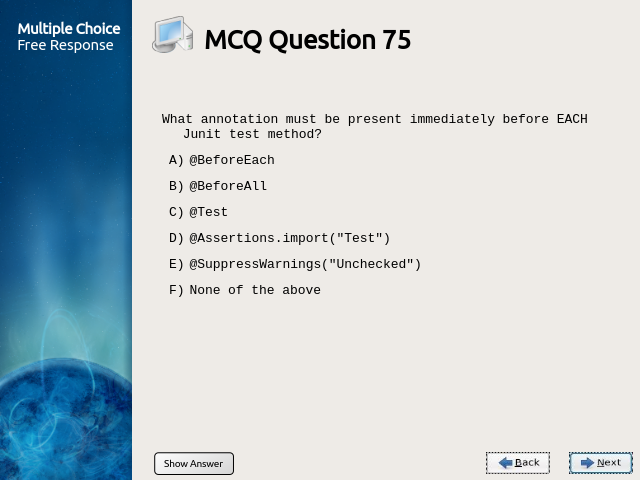 Multiple Choice
Free Response
MCQ Question 75
What annotation must be present immediately before EACH
Junit test method?
A) @BeforeEach
B) @BeforeAll
C) @Test
D) @Assertions.import("Test")
E) @SuppressWarnings("Unchecked")
F) None of the above
Show Answer
Back
Next